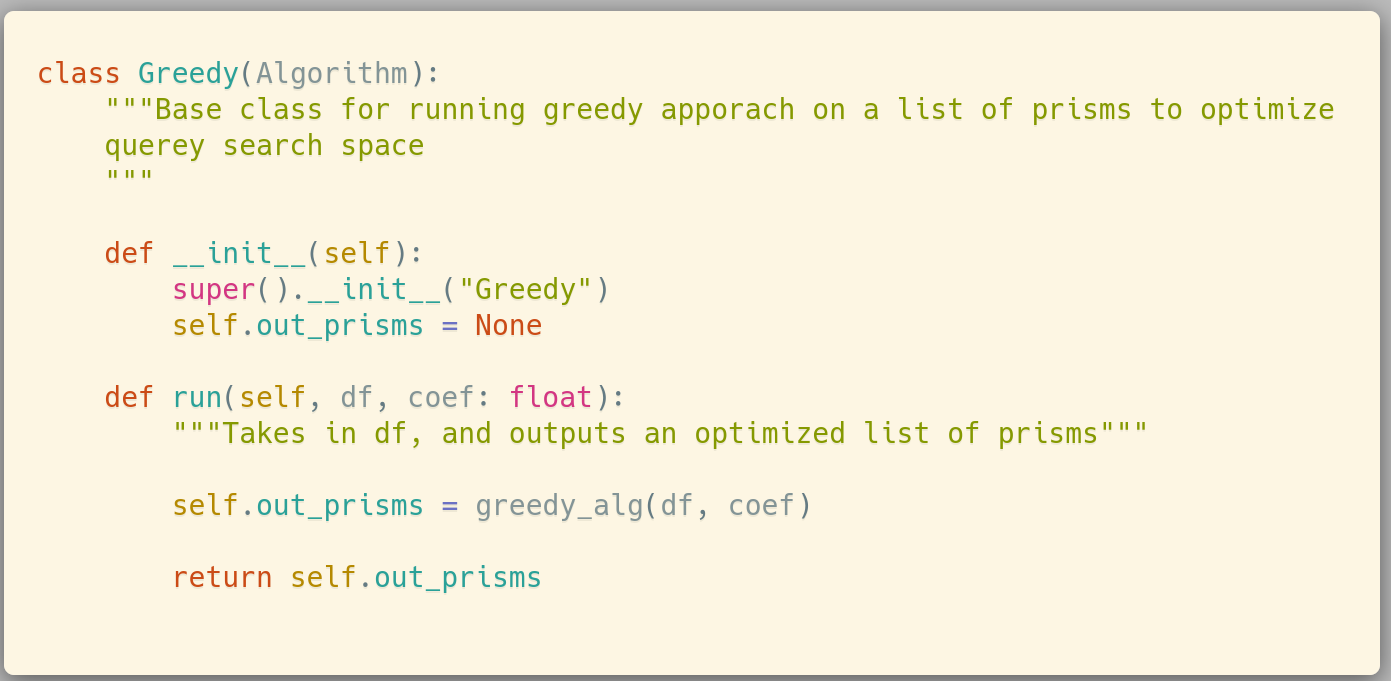 class Greedy(Algorithm):
    """Base class for running greedy apporach on a list of prisms to optimize
    querey search space
    """

    def __init__(self):
        super().__init__("Greedy")
        self.out_prisms = None

    def run(self, df, coef: float):
        """Takes in df, and outputs an optimized list of prisms"""

        self.out_prisms = greedy_alg(df, coef)

        return self.out_prisms